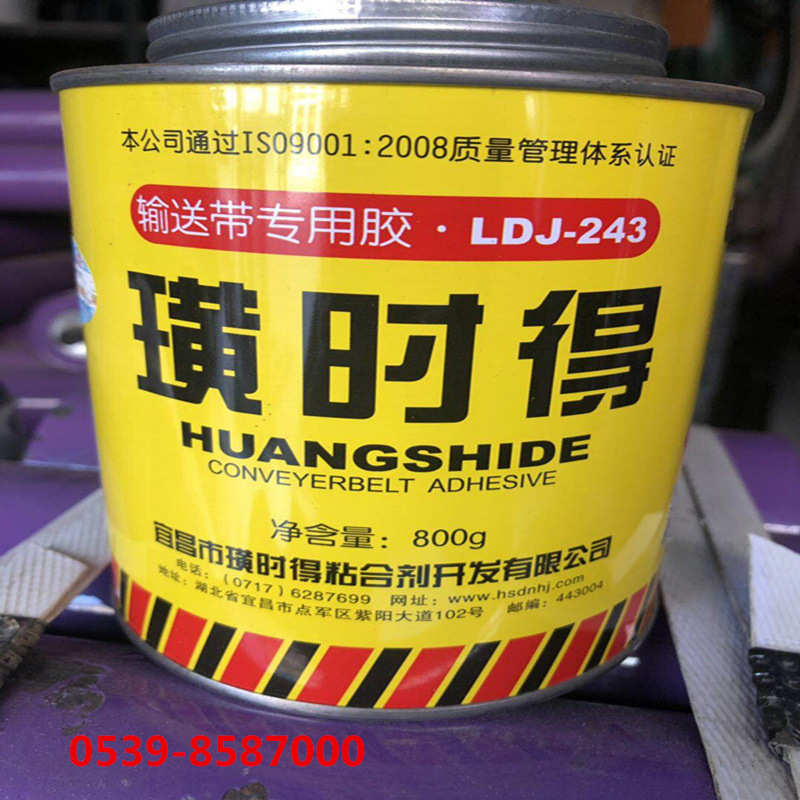 本公司通过ISO9001:2008质量管理体系认证
输送带专用胶·LDJ-243
璜时得
HUANGSHIDE
CONVEYERBELT ADHESIVE
净含量:800g
宜昌市璜时得粘合剂开发有限公司
电话:(0717)6287699 网址:www.hsdnhj.com
地址:湖北省宜昌市点军区紫阳大道102号 邮编:443004
0539-8587000